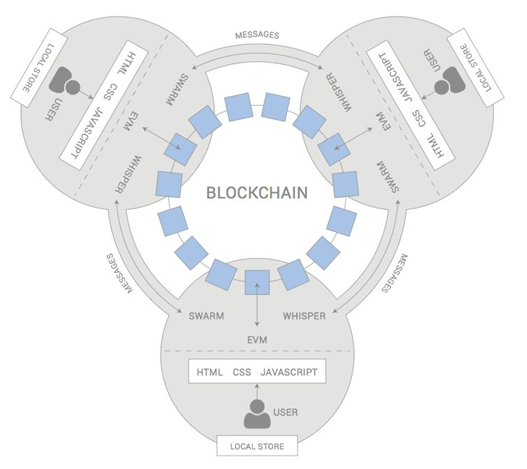 MESSAGES
LOCAL STORE
USER
HTML CSS JAVASCRIPT
SWARM
EVM
WHISPER
LOCAL STORE
USER
HTML CSS JAVASCRIPT
WHISPER
EVM
SWARM
BLOCKCHAIN
MESSAGES
MESSAGES
SWARM
WHISPER
EVM
HTML CSS JAVASCRIPT
USER
LOCAL STORE